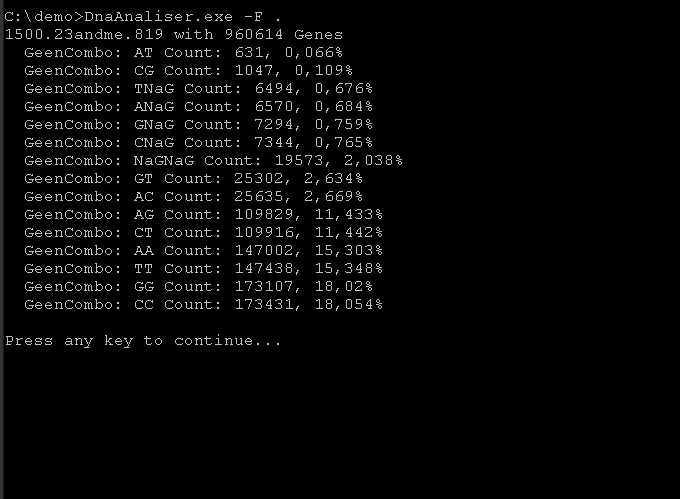 C:\demo>DnaAnaliser.exe -F .
1500.23andme.819 with 960614 Genes
  GeenCombo: AT Count: 631, 0,066%
  GeenCombo: CG Count: 1047, 0,109%
  GeenCombo: TNaG Count: 6494, 0,676%
  GeenCombo: ANaG Count: 6570, 0,684%
  GeenCombo: GNaG Count: 7294, 0,759%
  GeenCombo: CNaG Count: 7344, 0,765%
  GeenCombo: NaGNaG Count: 19573, 2,038%
  GeenCombo: GT Count: 25302, 2,634%
  GeenCombo: AC Count: 25635, 2,669%
  GeenCombo: AG Count: 109829, 11,433%
  GeenCombo: CT Count: 109916, 11,442%
  GeenCombo: AA Count: 147002, 15,303%
  GeenCombo: TT Count: 147438, 15,348%
  GeenCombo: GG Count: 173107, 18,02%
  GeenCombo: CC Count: 173431, 18,054%
Press any key to continue...